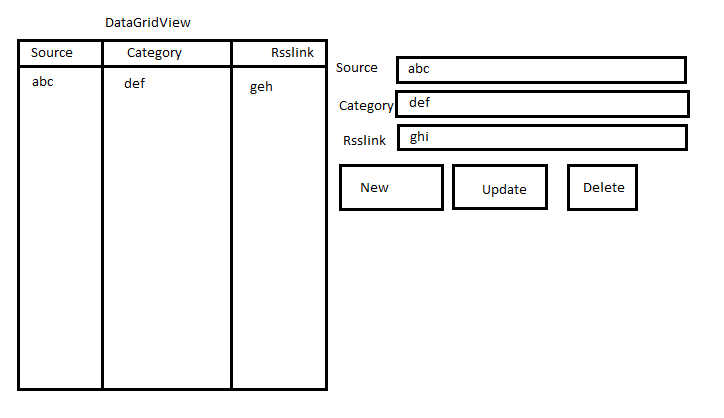 DataGridView
Source Category Rsslink
abc def geh
Source abc
Category def
Rsslink ghi
New Update Delete